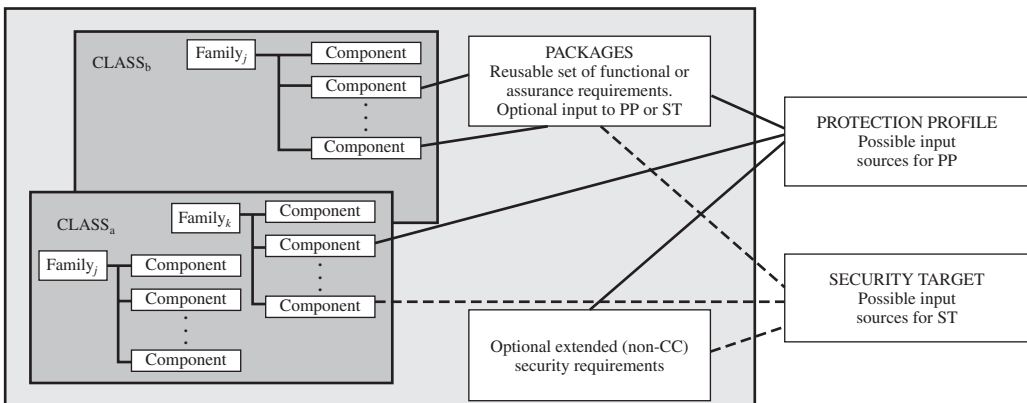 CLASSb
Familyj
Component
Component
Component
CLASSa
Familyk
Component
Component
Component
Familyj
Component
Component
Component
PACKAGES
Reusable set of functional or
assurance requirements.
Optional input to PP or ST
PROTECTION PROFILE
Possible input
sources for PP
SECURITY TARGET
Possible input
sources for ST
Optional extended (non-CC)
security requirements